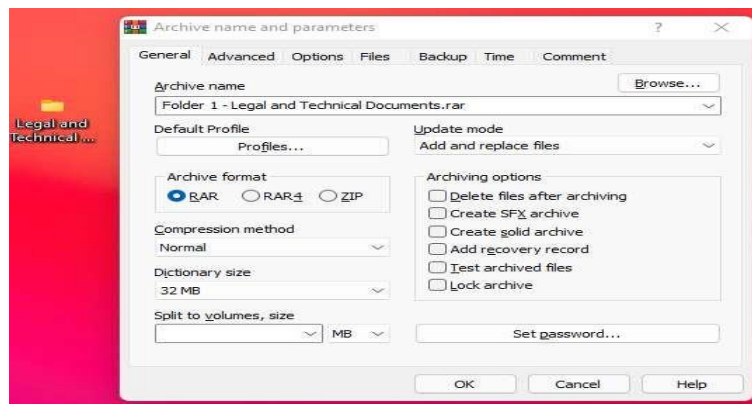 Archive name and parameters
?
General Advanced Options Files Backup Time Comment
Archive name
Browse...
Folder 1 - Legal and Technical Documents.rar
Default Profile
Profiles...
Update mode
Add and replace files
Archive format
RAR RAR4 ZIP
Compression method
Normal
Dictionary size
32 MB
Split to volumes, size
MB
Archiving options
Delete files after archiving
Create SFX archive
Create solid archive
Add recovery record
Test archived files
Lock archive
Set password...
OK Cancel Help
Legal and
Technical ...